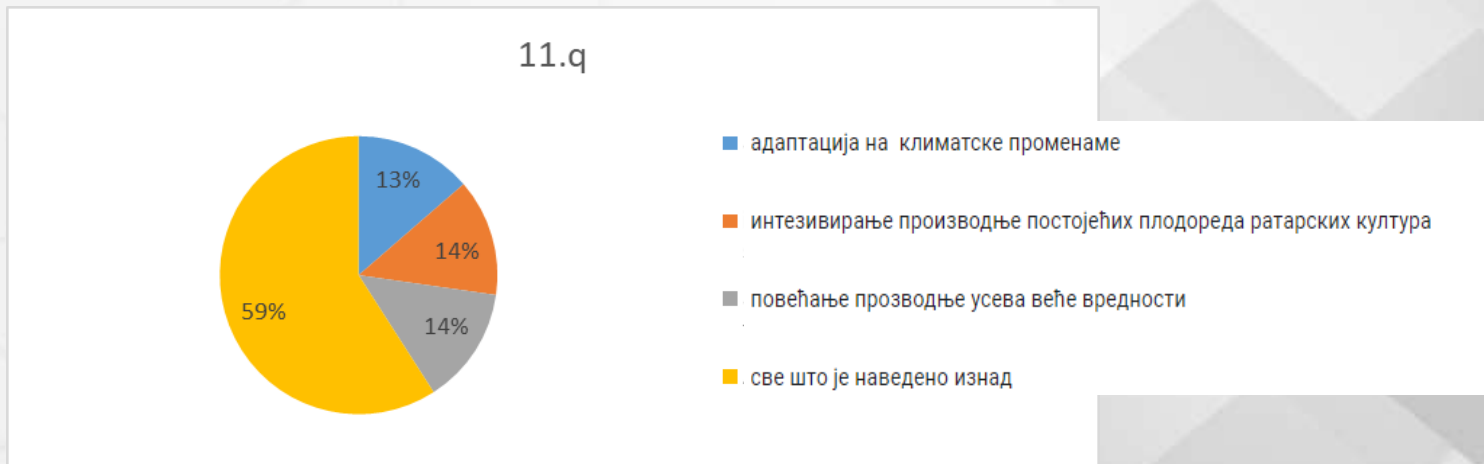 11.q
13%
14%
14%
59%
адаптација на  климатске променаме
интезивирање производње постојећих плодореда ратарских култура
повећање прозводње усева веће вредности
све што је наведено изнад